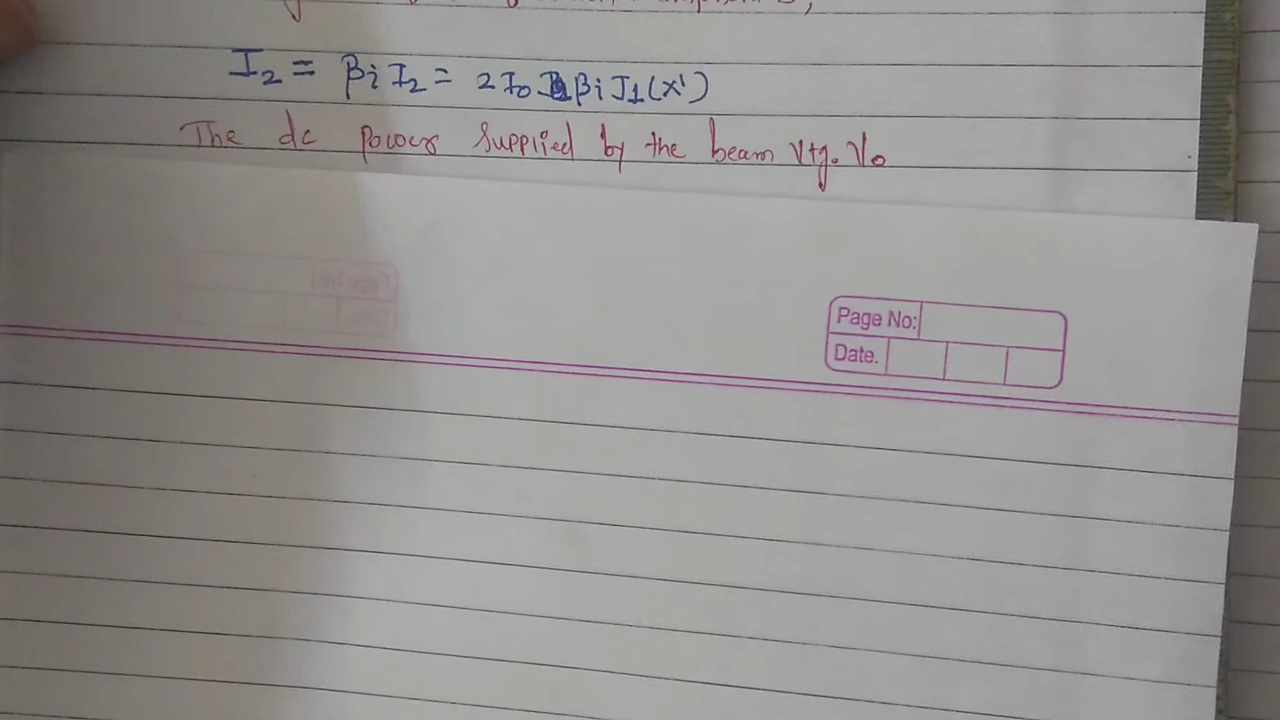 I₂ = βi I₂ = 2I₀ βi J₁(x')
The dc power supplied by the beam Vtg. V₀
Page No:
Date.